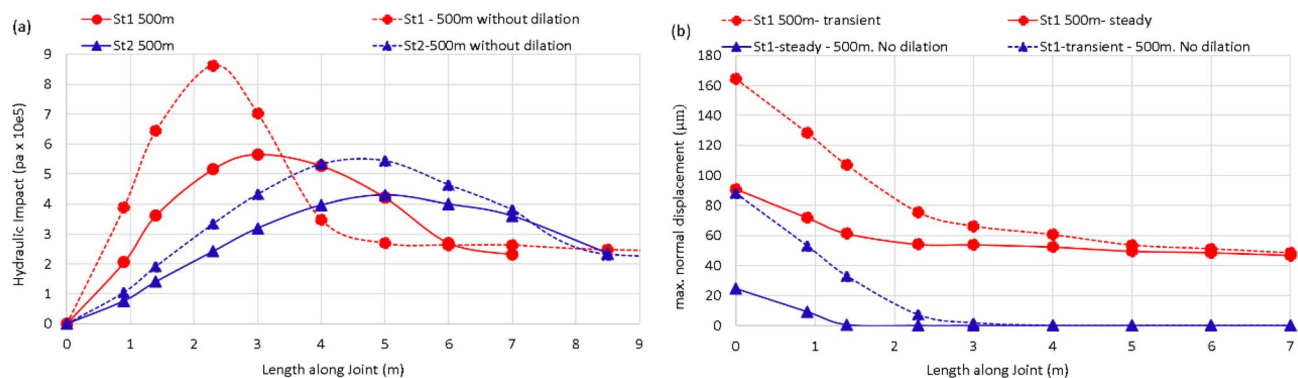 (a)
St1 500m
St1 - 500m without dilation
St2 500m
St2-500m without dilation
Hydraulic Impact (pa x 10e5)
9
8
7
6
5
4
3
2
1
0
0 1 2 3 4 5 6 7 8 9
Length along Joint (m)
(b)
St1 500m- transient
St1 500m- steady
St1-steady - 500m. No dilation
St1-transient - 500m. No dilation
max. normal displacement (µm)
180
160
140
120
100
80
60
40
20
0
0 1 2 3 4 5 6 7
Length along Joint (m)